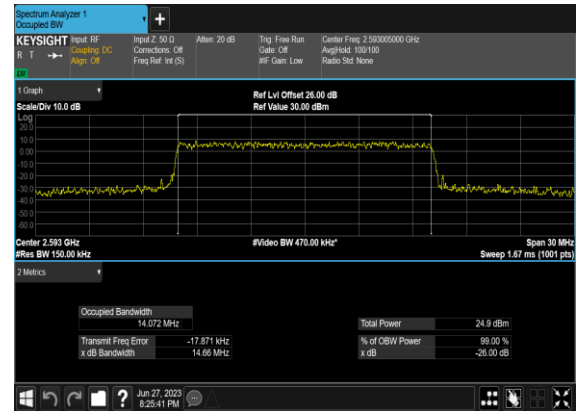 Spectrum Analyzer 1
Occupied BW
+
KEYSIGHT
R T
Input: RF
Coupling: DC
Align: Off
Input Z: 50 Ω
Corrections: Off
Freq Ref: Int (S)
Atten: 20 dB
Trig: Free Run
Gate: Off
#IF Gain: Low
Center Freq: 2.593005000 GHz
Avg|Hold: 100/100
Radio Std: None
1 Graph
Scale/Div 10.0 dB
Ref Lvl Offset 26.00 dB
Ref Value 30.00 dBm
Log
20.0
10.0
0.00
-10.0
-20.0
-30.0
-40.0
-50.0
-60.0
Center 2.593 GHz
#Res BW 150.00 kHz
#Video BW 470.00 kHz*
Span 30 MHz
Sweep 1.67 ms (1001 pts)
2 Metrics
Occupied Bandwidth
14.072 MHz
Total Power 24.9 dBm
Transmit Freq Error -17.871 kHz
% of OBW Power 99.00 %
x dB Bandwidth 14.66 MHz
x dB -26.00 dB
?
Jun 27, 2023
8:25:41 PM